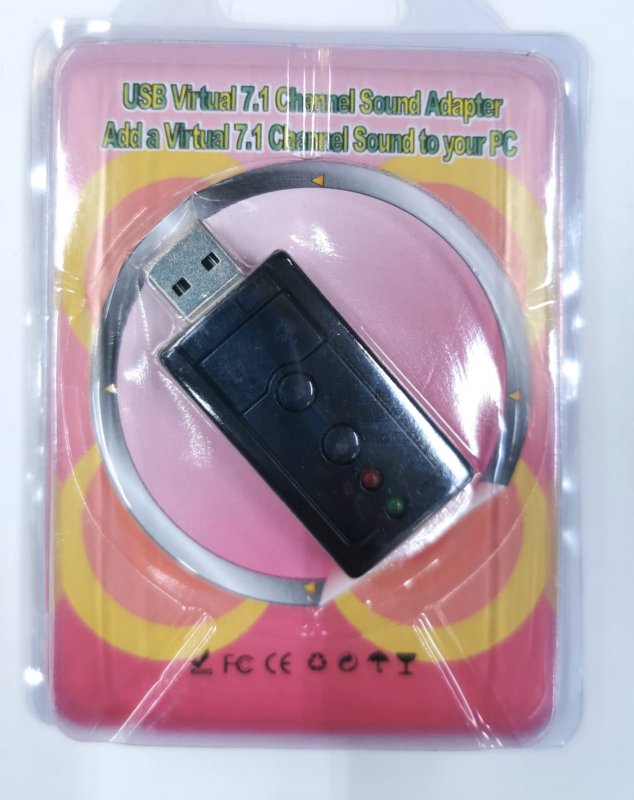 USB Virtual 7.1 Channel Sound Adapter
Add a Virtual 7.1 Channel Sound to your PC
FC CE